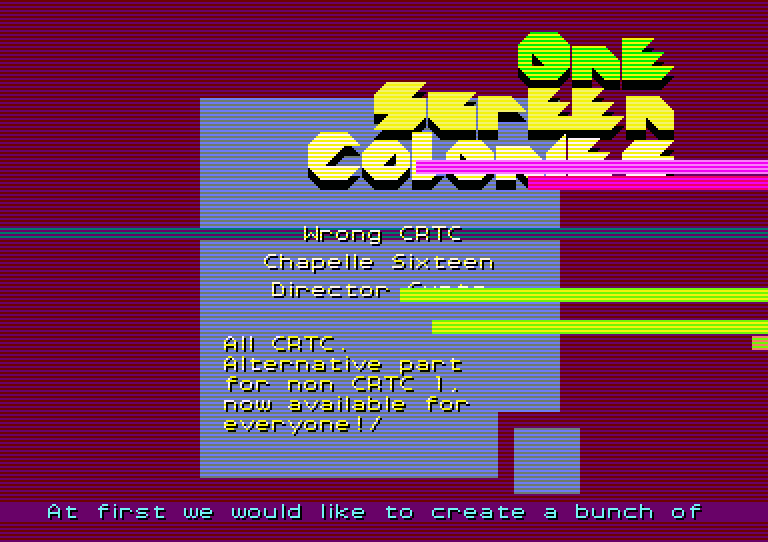 OnE
ScrEEn
Colonies
Wrong CRTC
Chapelle Sixteen
Director
All CRTC.
Alternative part
for non CRTC 1,
now available for
everyone!/
At first we would like to create a bunch of